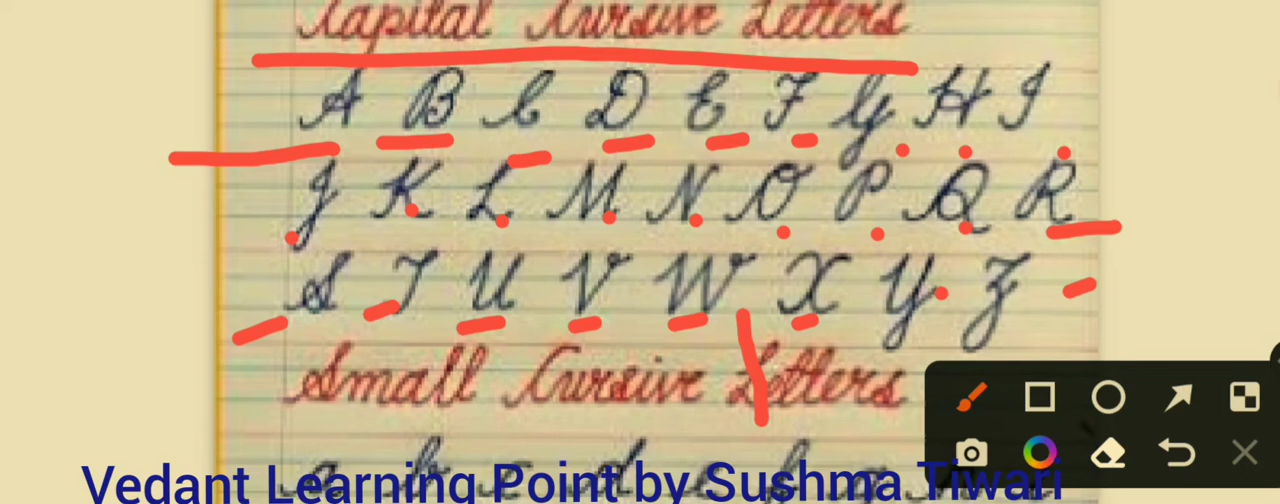 Capital Cursive Letters
A B C D E F G H I
J K L M N O P Q R
S T U V W X Y Z
Small Cursive Letters
a b c d
Vedant Learning Point by Sushma Tiwari